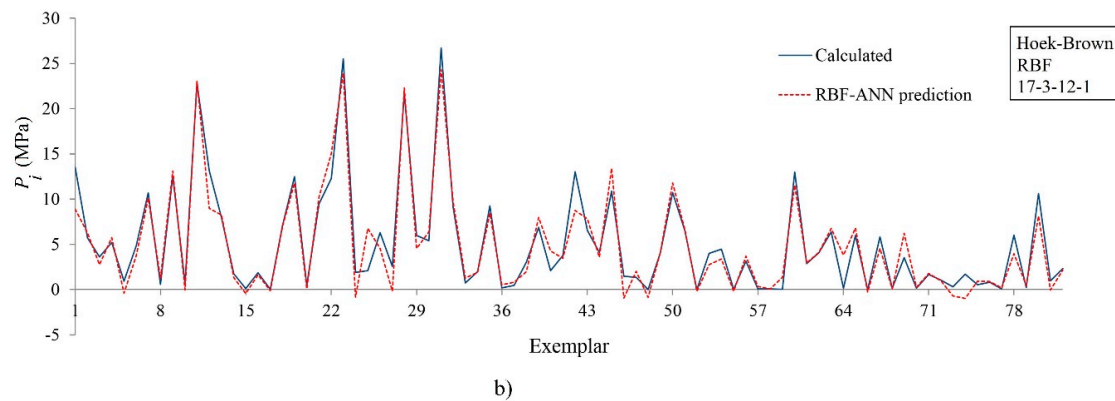 30
25
20
15
10
5
0
-5
P_i (MPa)
1 8 15 22 29 36 43 50 57 64 71 78
Exemplar
Calculated
RBF-ANN prediction
Hoek-Brown
RBF
17-3-12-1
b)